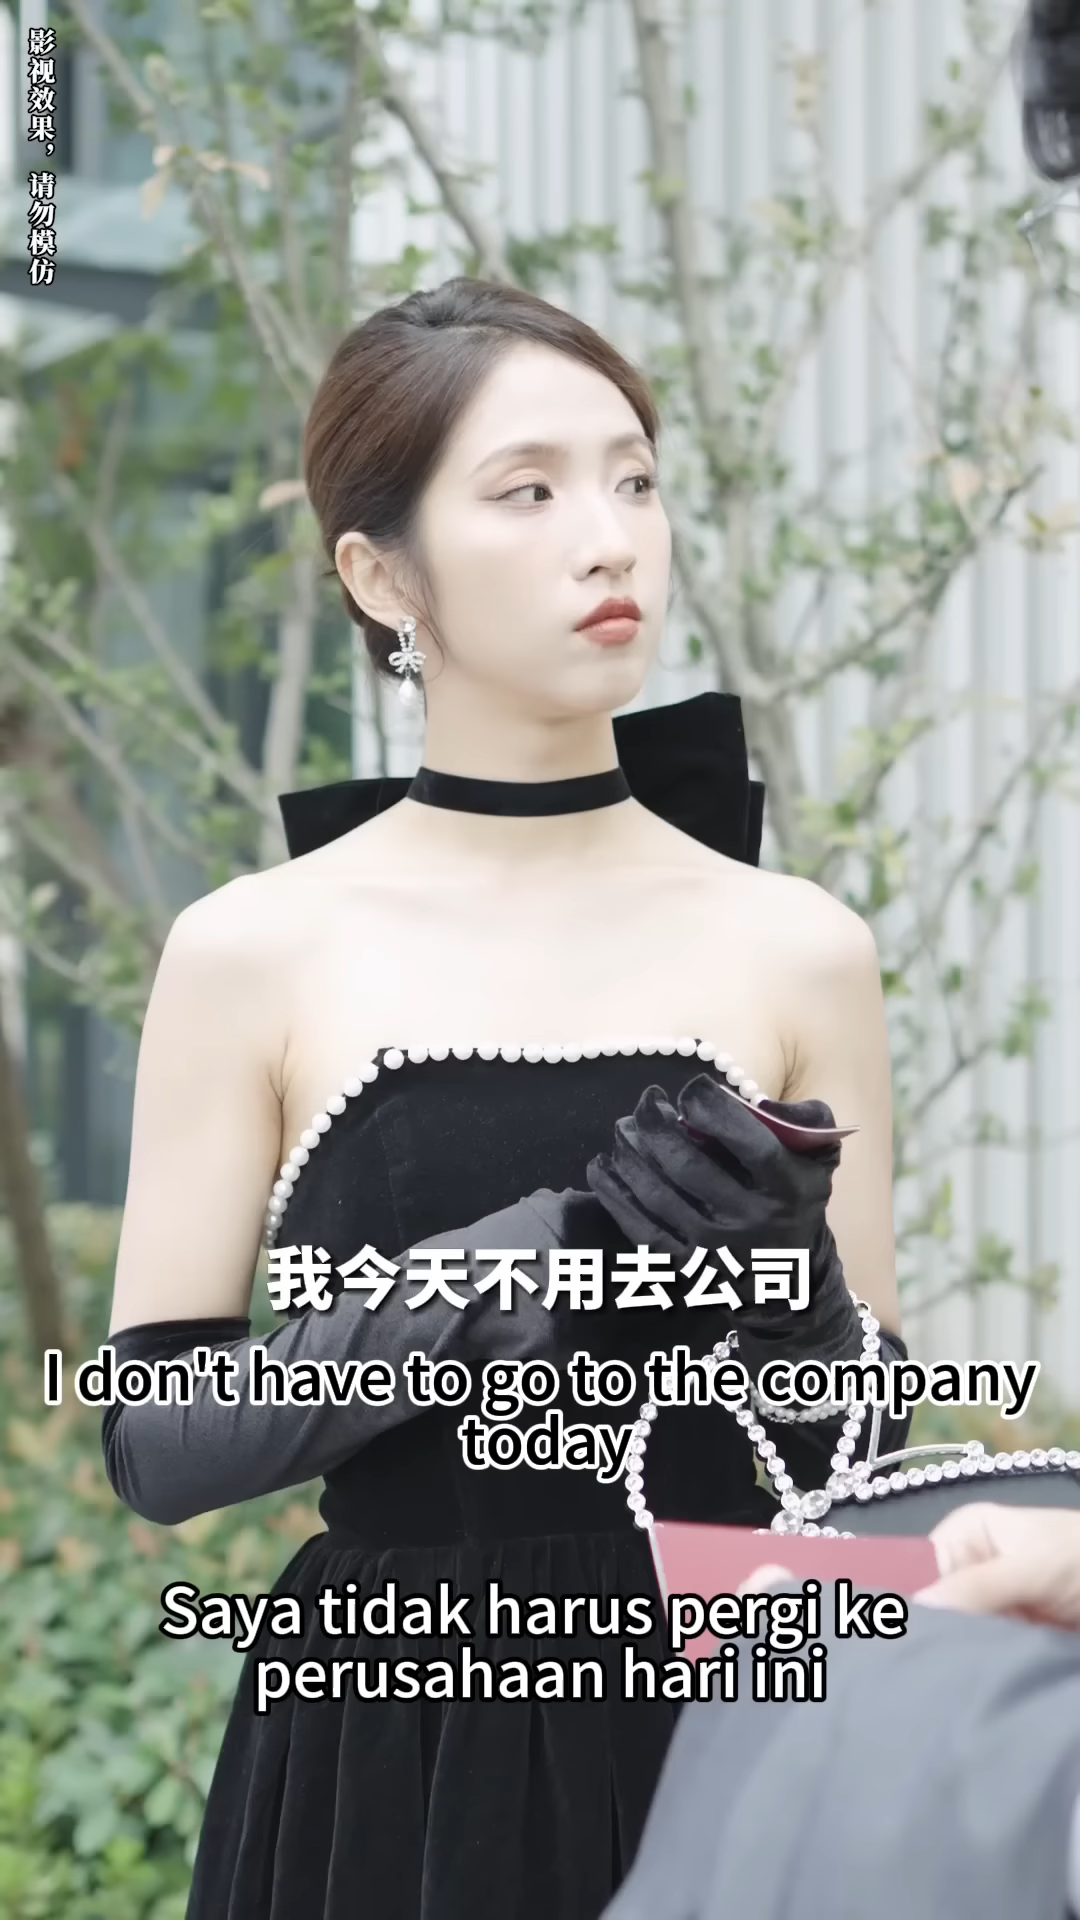 影视效果，请勿模仿
我今天不用去公司
I don't have to go to the company
today
Saya tidak harus pergi ke
perusahaan hari ini